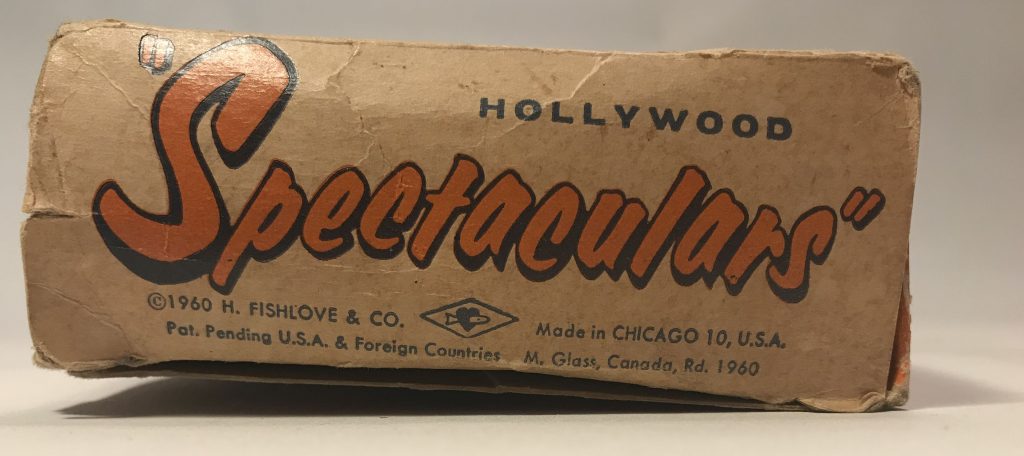 HOLLYWOOD
"Spectaculars"
©1960 H. FISHLOVE & CO.
Made in CHICAGO 10, U.S.A.
Pat. Pending U.S.A. & Foreign Countries
M. Glass, Canada, Rd. 1960